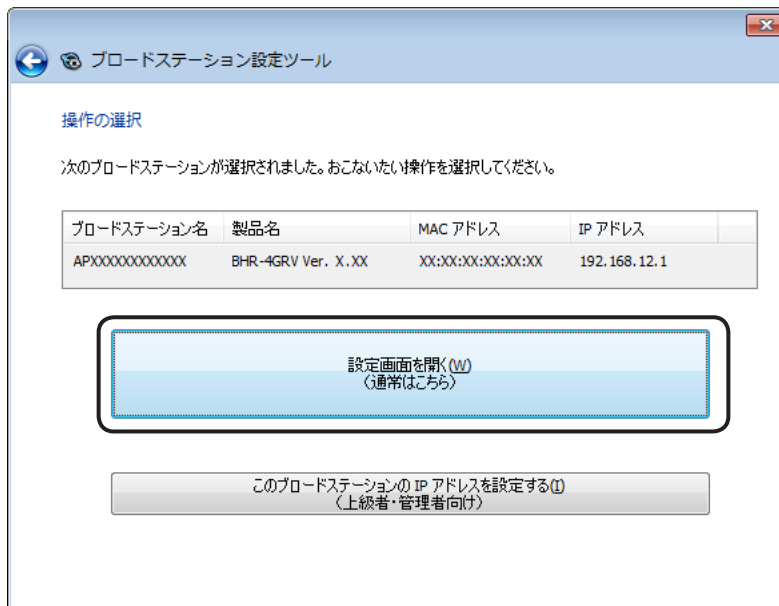 ブロードステーション設定ツール
操作の選択
次のブロードステーションが選択されました。おこないたい操作を選択してください。
ブロードステーション名 製品名 MAC アドレス IP アドレス
APXXXXXXXXXXXX BHR-4GRV Ver. X.XX XX:XX:XX:XX:XX:XX 192.168.12.1
設定画面を開く(W)
(通常はこちら)
このブロードステーションの IP アドレスを設定する(I)
(上級者・管理者向け)